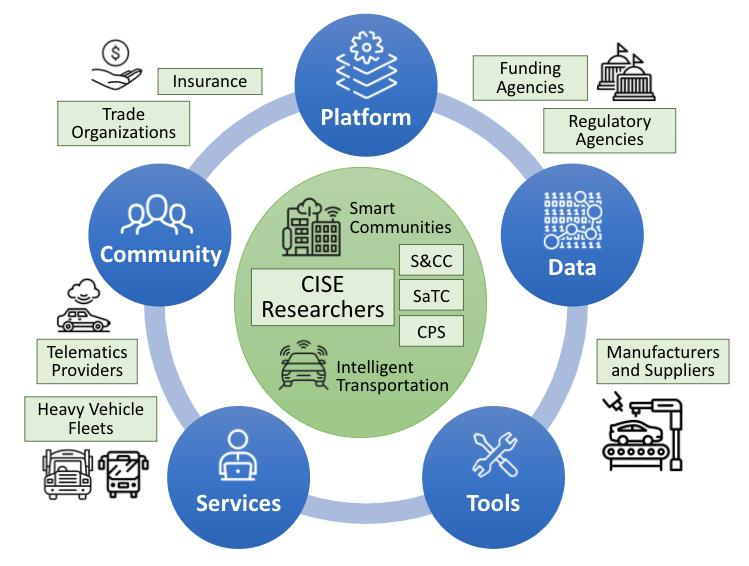 Platform
$
Insurance
Trade
Organizations
Funding
Agencies
Regulatory
Agencies
Community
Data
Smart
Communities
CISE
Researchers
S&CC
SaTC
CPS
Intelligent
Transportation
Telematics
Providers
Heavy Vehicle
Fleets
Manufacturers
and Suppliers
Services
Tools